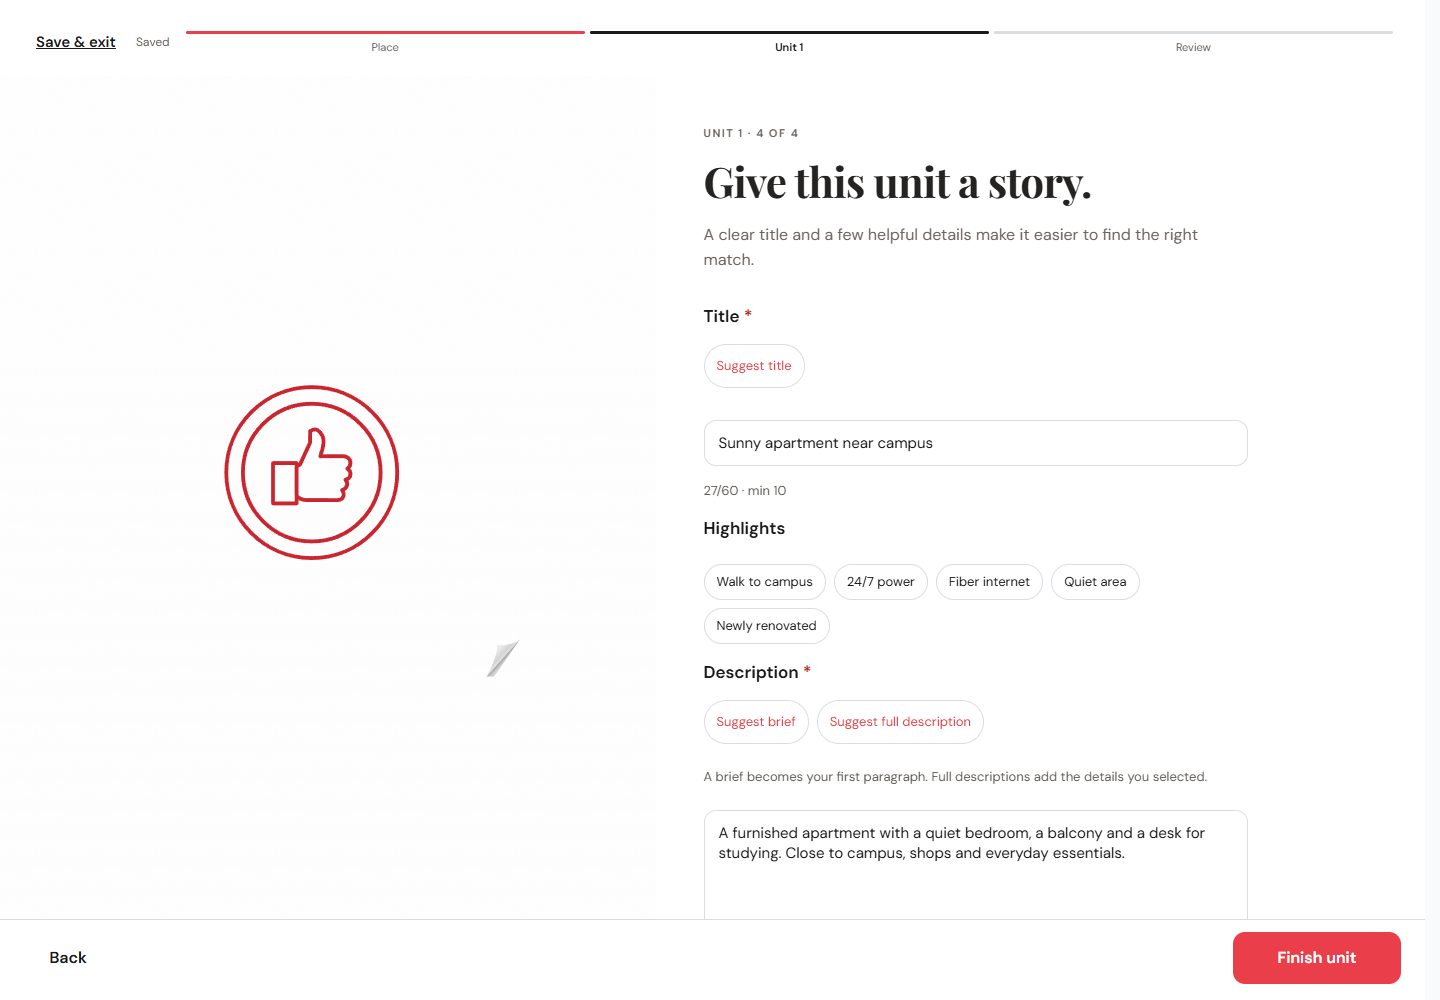 Save & exit
Saved
Place
Unit 1
Review
UNIT 1 · 4 OF 4
Give this unit a story.
A clear title and a few helpful details make it easier to find the right
match.
Title *
Suggest title
Sunny apartment near campus
27/60 · min 10
Highlights
Walk to campus
24/7 power
Fiber internet
Quiet area
Newly renovated
Description *
Suggest brief
Suggest full description
A brief becomes your first paragraph. Full descriptions add the details you selected.
A furnished apartment with a quiet bedroom, a balcony and a desk for
studying. Close to campus, shops and everyday essentials.
Back
Finish unit